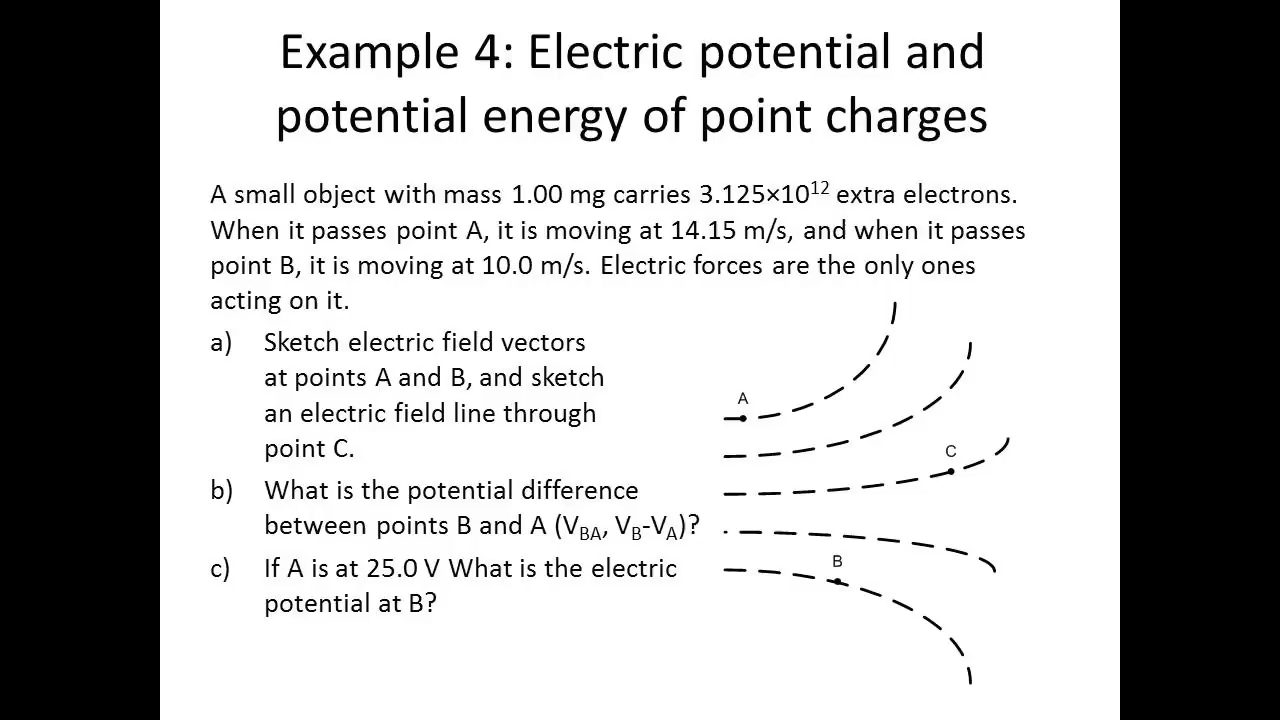 Example 4: Electric potential and
potential energy of point charges
A small object with mass 1.00 mg carries 3.125×10¹² extra electrons.
When it passes point A, it is moving at 14.15 m/s, and when it passes
point B, it is moving at 10.0 m/s. Electric forces are the only ones
acting on it.
a) Sketch electric field vectors
at points A and B, and sketch
an electric field line through
point C.
b) What is the potential difference
between points B and A (V_BA, V_B-V_A)?
c) If A is at 25.0 V What is the electric
potential at B?
A
C
B